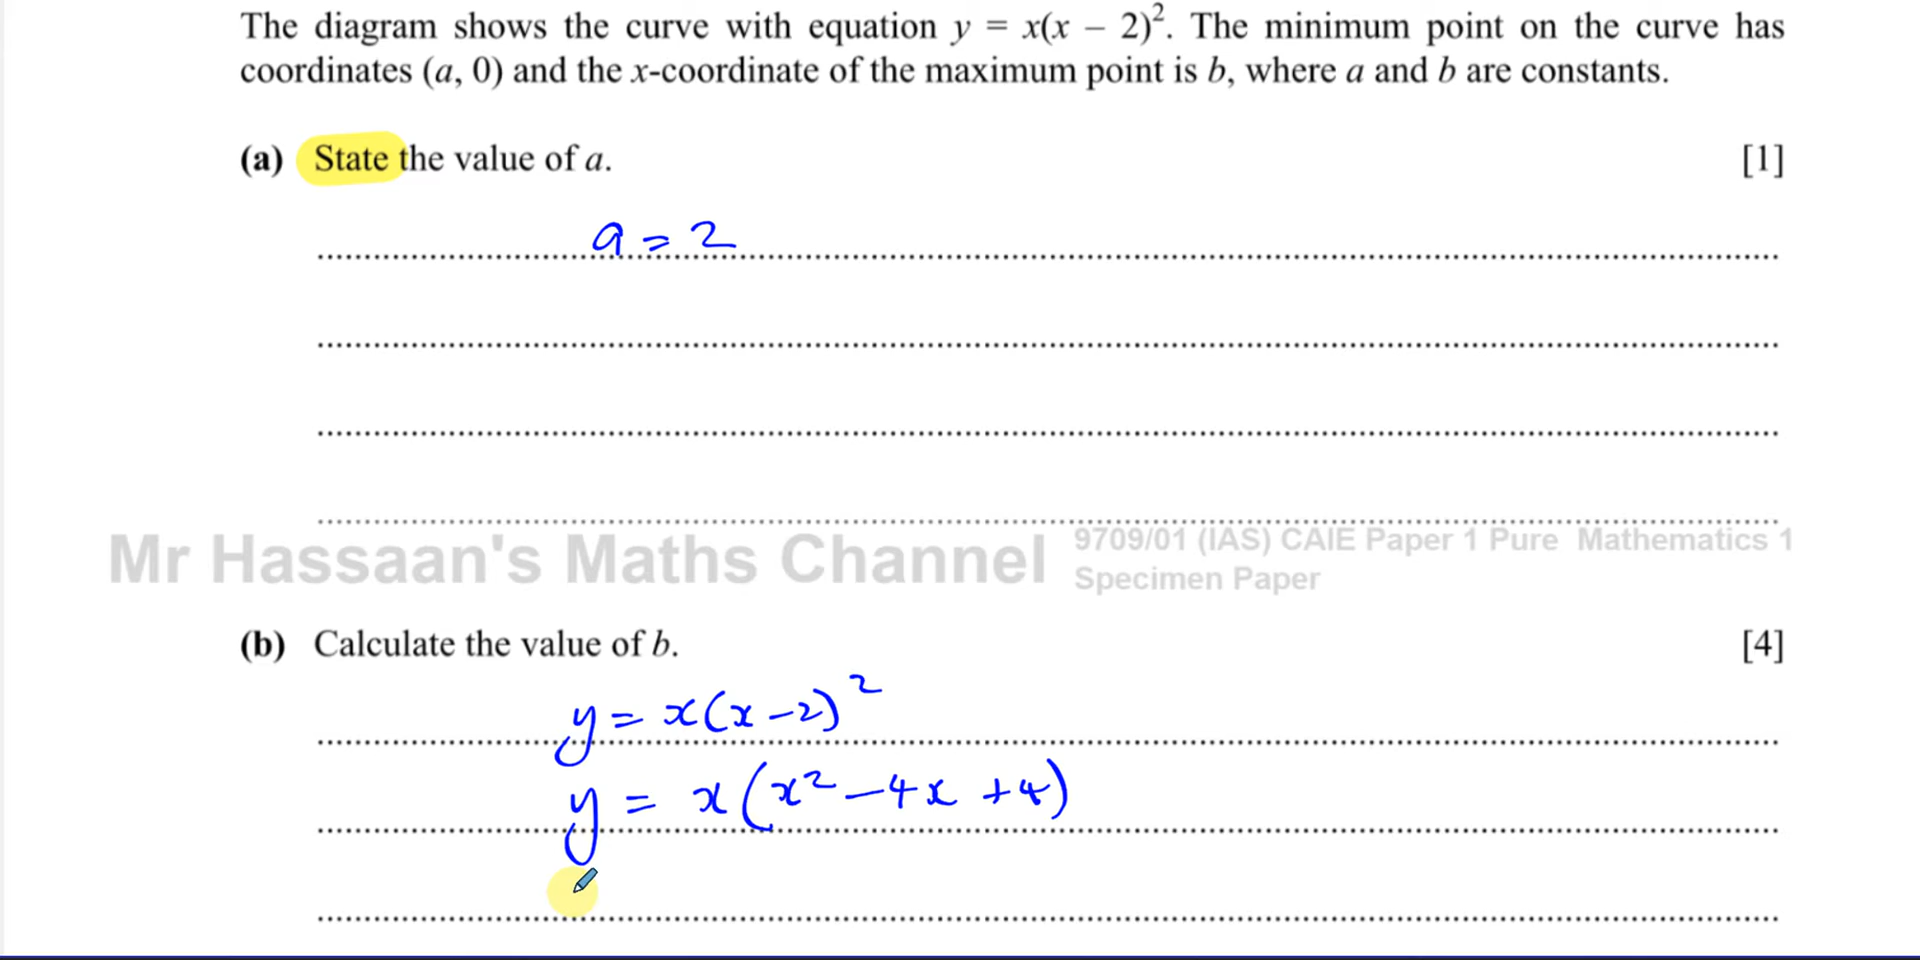 The diagram shows the curve with equation y = x(x – 2)². The minimum point on the curve has
coordinates (a, 0) and the x-coordinate of the maximum point is b, where a and b are constants.
(a) State the value of a. [1]
a = 2
Mr Hassaan's Maths Channel
9709/01 (IAS) CAIE Paper 1 Pure Mathematics 1
Specimen Paper
(b) Calculate the value of b. [4]
y = x(x-2)²
y = x(x²-4x+4)